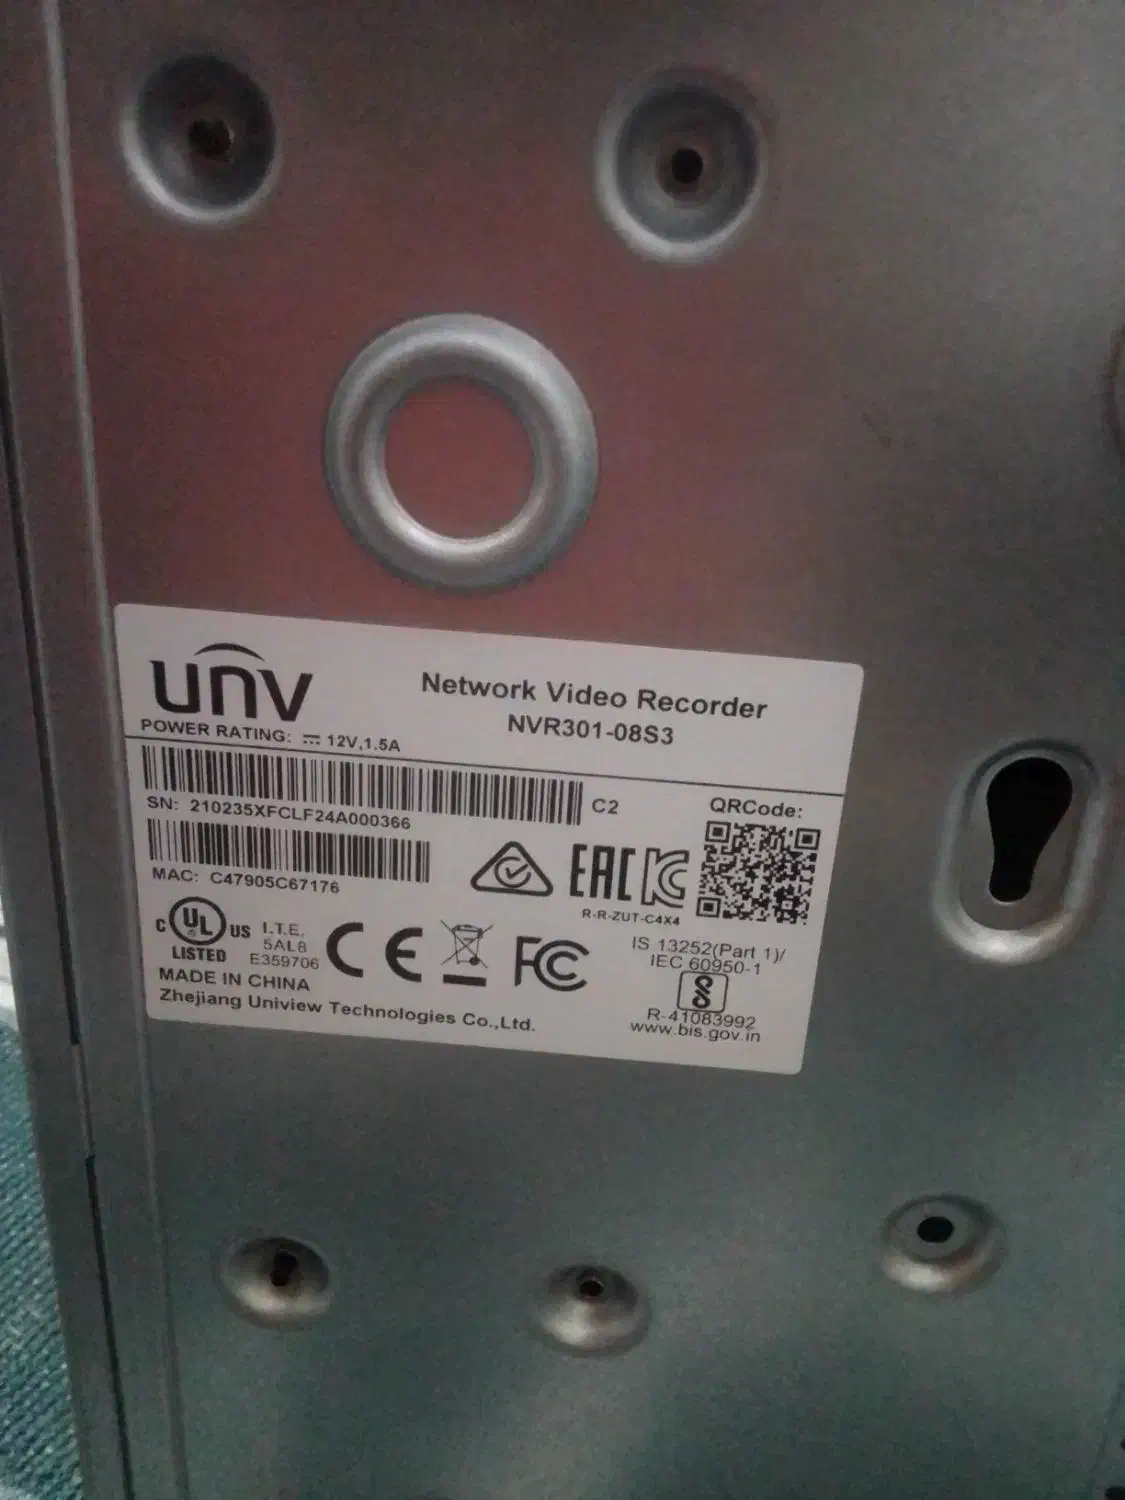 unv
Network Video Recorder
NVR301-08S3
POWER RATING: ⎓ 12V,1.5A
C2
SN: 210235XFCLF24A000366
QRCode:
MAC: C47905C67176
EAC KC
R-R-ZUT-C4X4
C UL US
LISTED
I.T.E.
5AL8
E359706
CE
FC
IS 13252(Part 1)/
IEC 60950-1
R-41083992
www.bis.gov.in
MADE IN CHINA
Zhejiang Uniview Technologies Co.,Ltd.